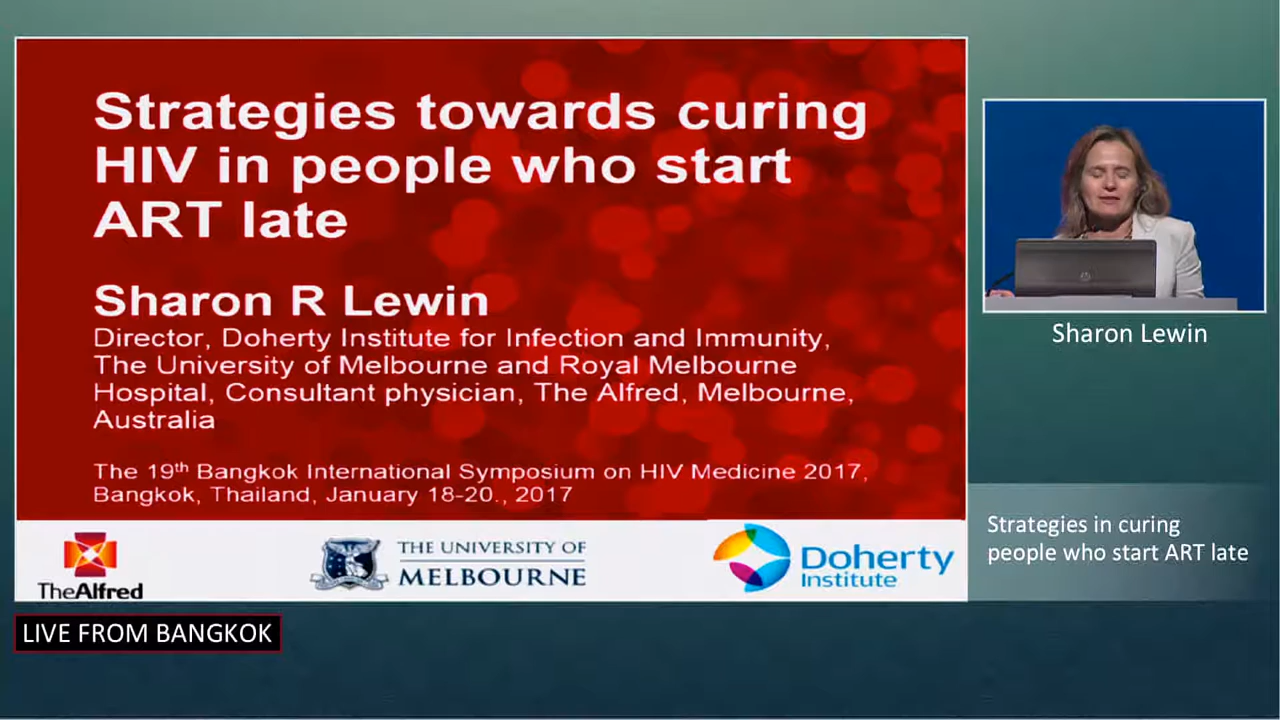 Strategies towards curing
HIV in people who start
ART late
Sharon R Lewin
Director, Doherty Institute for Infection and Immunity,
The University of Melbourne and Royal Melbourne
Hospital, Consultant physician, The Alfred, Melbourne,
Australia
The 19th Bangkok International Symposium on HIV Medicine 2017,
Bangkok, Thailand, January 18-20., 2017
TheAlfred
THE UNIVERSITY OF
MELBOURNE
Doherty
Institute
Sharon Lewin
Strategies in curing
people who start ART late
LIVE FROM BANGKOK